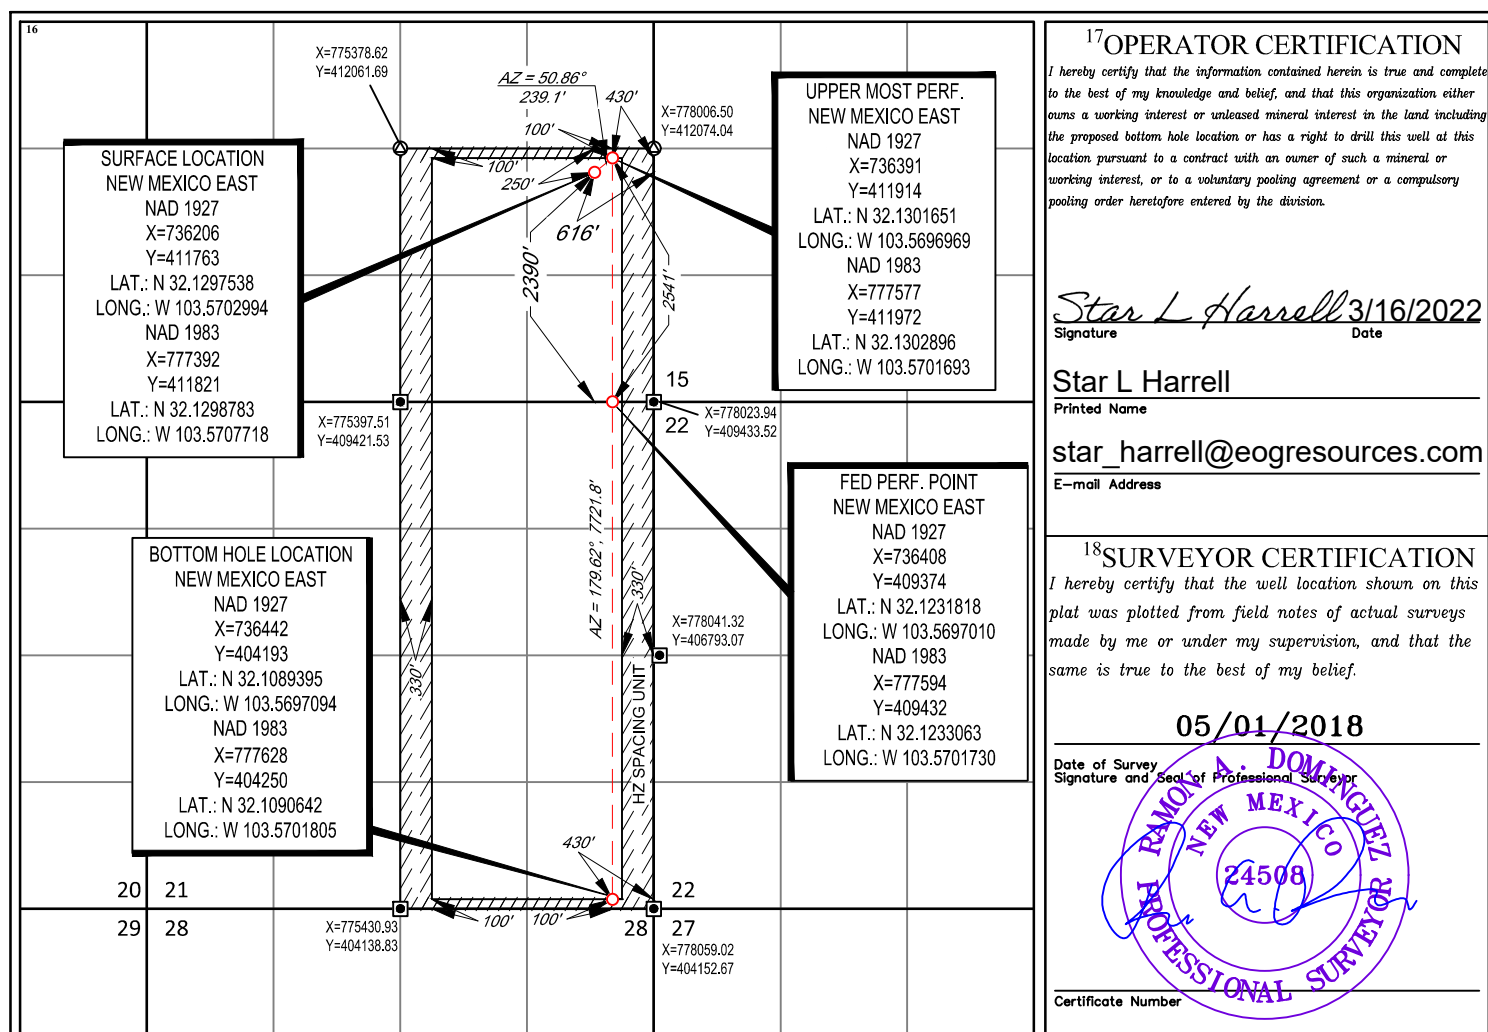 16
X=775378.62
Y=412061.69
AZ = 50.86°
239.1'
430'
100'
X=778006.50
Y=412074.04
100'
250'
616'
2390'
2541'
SURFACE LOCATION
NEW MEXICO EAST
NAD 1927
X=736206
Y=411763
LAT.: N 32.1297538
LONG.: W 103.5702994
NAD 1983
X=777392
Y=411821
LAT.: N 32.1298783
LONG.: W 103.5707718
UPPER MOST PERF.
NEW MEXICO EAST
NAD 1927
X=736391
Y=411914
LAT.: N 32.1301651
LONG.: W 103.5696969
NAD 1983
X=777577
Y=411972
LAT.: N 32.1302896
LONG.: W 103.5701693
15
22
X=775397.51
Y=409421.53
X=778023.94
Y=409433.52
FED PERF. POINT
NEW MEXICO EAST
NAD 1927
X=736408
Y=409374
LAT.: N 32.1231818
LONG.: W 103.5697010
NAD 1983
X=777594
Y=409432
LAT.: N 32.1233063
LONG.: W 103.5701730
AZ = 179.62°, 7721.8'
330'
330'
X=778041.32
Y=406793.07
HZ SPACING UNIT
BOTTOM HOLE LOCATION
NEW MEXICO EAST
NAD 1927
X=736442
Y=404193
LAT.: N 32.1089395
LONG.: W 103.5697094
NAD 1983
X=777628
Y=404250
LAT.: N 32.1090642
LONG.: W 103.5701805
430'
100'
100'
20 21
29 28
22
28 27
X=775430.93
Y=404138.83
X=778059.02
Y=404152.67
17OPERATOR CERTIFICATION
I hereby certify that the information contained herein is true and complete
to the best of my knowledge and belief, and that this organization either
owns a working interest or unleased mineral interest in the land including
the proposed bottom hole location or has a right to drill this well at this
location pursuant to a contract with an owner of such a mineral or
working interest, or to a voluntary pooling agreement or a compulsory
pooling order heretofore entered by the division.
Star L Harrell 3/16/2022
Signature Date
Star L Harrell
Printed Name
star_harrell@eogresources.com
E-mail Address
18SURVEYOR CERTIFICATION
I hereby certify that the well location shown on this
plat was plotted from field notes of actual surveys
made by me or under my supervision, and that the
same is true to the best of my belief.
05/01/2018
Date of Survey
Signature and Seal of Professional Surveyor
RAMON A. DOMINGUEZ
NEW MEXICO
24508
PROFESSIONAL SURVEYOR
Certificate Number